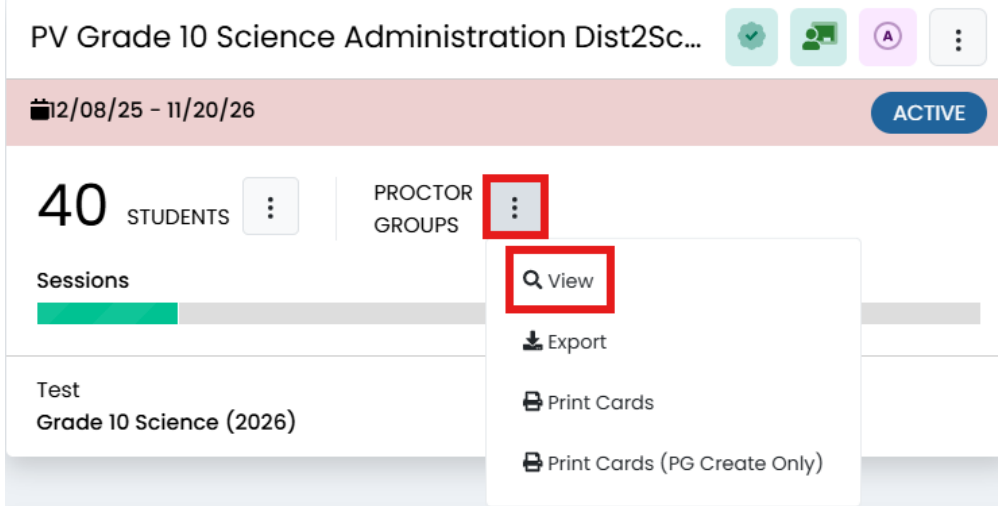 PV Grade 10 Science Administration Dist2Sc...
A
12/08/25 - 11/20/26
ACTIVE
40 STUDENTS
PROCTOR
GROUPS
Sessions
View
Export
Print Cards
Print Cards (PG Create Only)
Test
Grade 10 Science (2026)